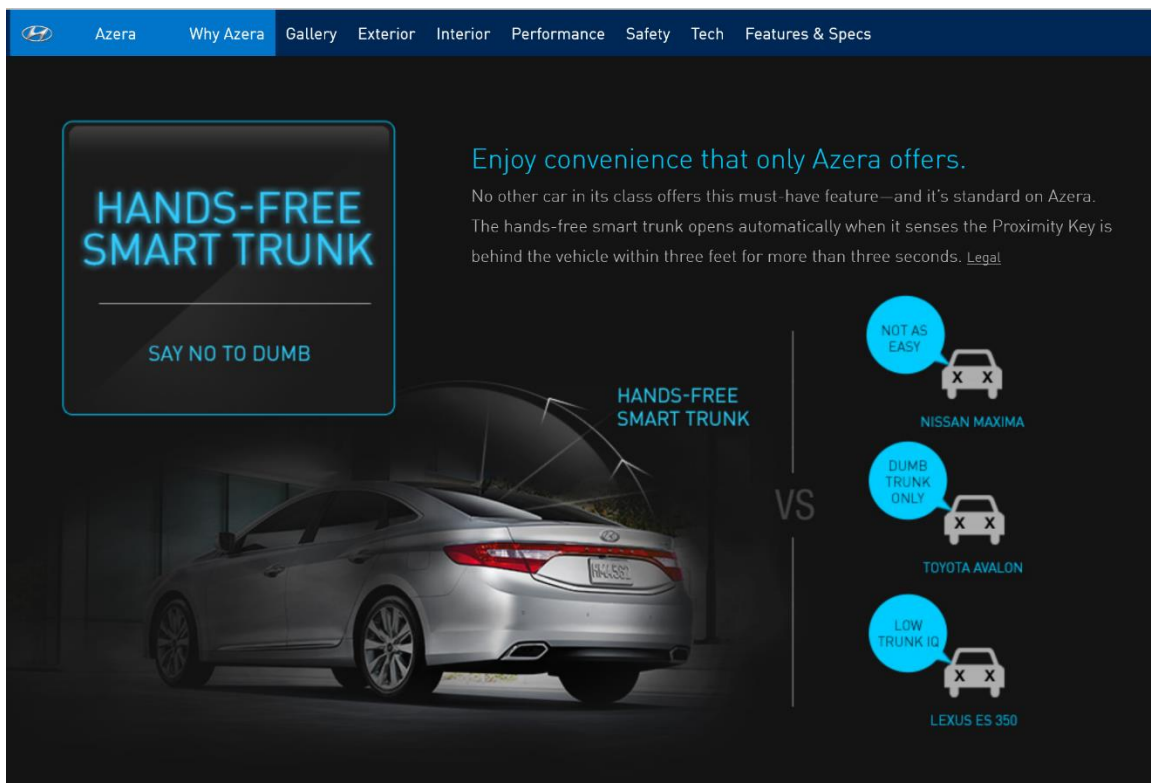 Azera Why Azera Gallery Exterior Interior Performance Safety Tech Features & Specs
HANDS-FREE
SMART TRUNK
SAY NO TO DUMB
Enjoy convenience that only Azera offers.
No other car in its class offers this must-have feature—and it's standard on Azera.
The hands-free smart trunk opens automatically when it senses the Proximity Key is
behind the vehicle within three feet for more than three seconds. Legal
HANDS-FREE
SMART TRUNK
VS
NOT AS
EASY
X X
NISSAN MAXIMA
DUMB
TRUNK
ONLY
X X
TOYOTA AVALON
LOW
TRUNK IQ
X X
LEXUS ES 350